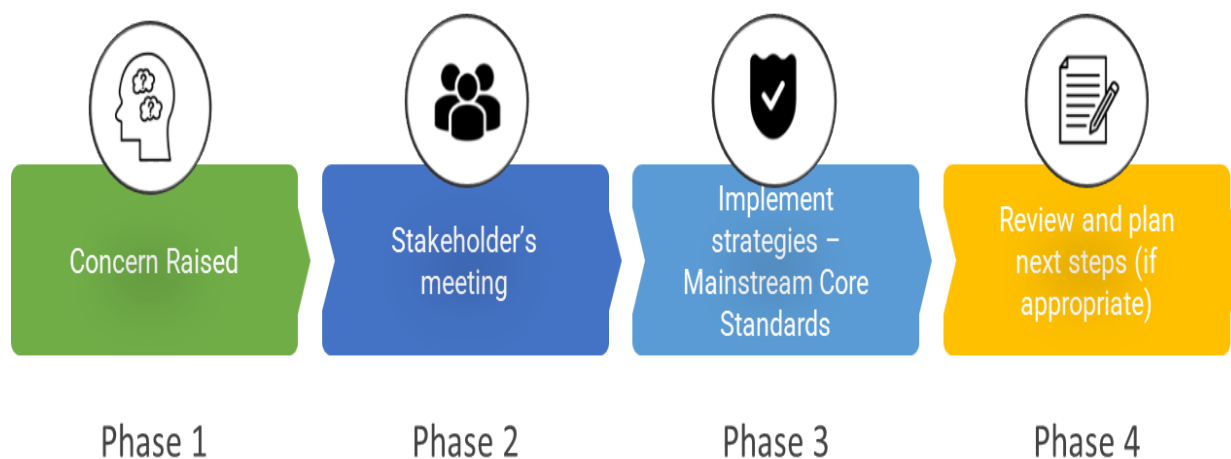 Concern Raised
Stakeholder’s
meeting
Implement
strategies –
Mainstream Core
Standards
Review and plan
next steps (if
appropriate)
Phase 1
Phase 2
Phase 3
Phase 4